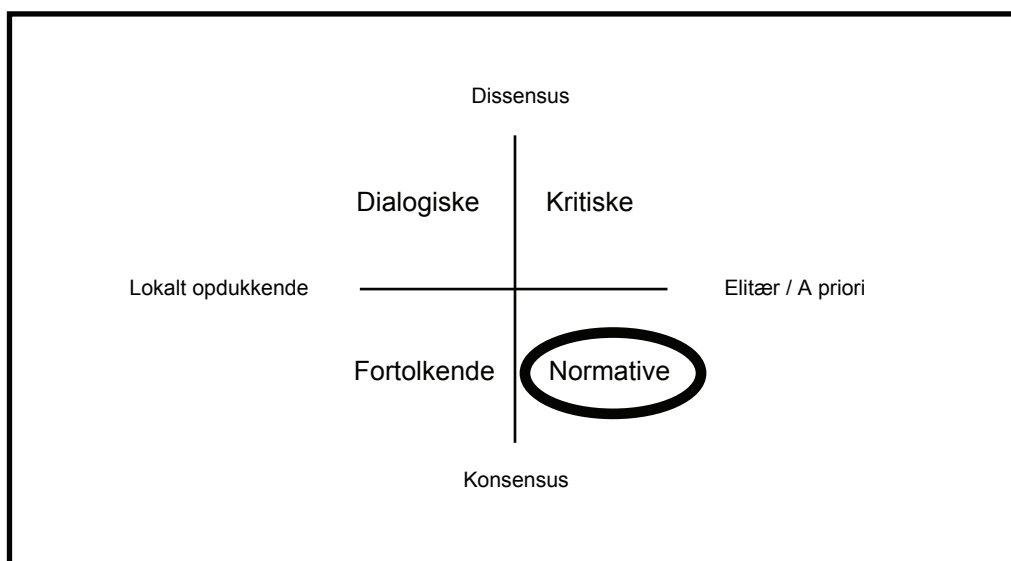 Dissensus
Dialogiske Kritiske
Lokalt opdukkende Elitær / A priori
Fortolkende Normative
Konsensus